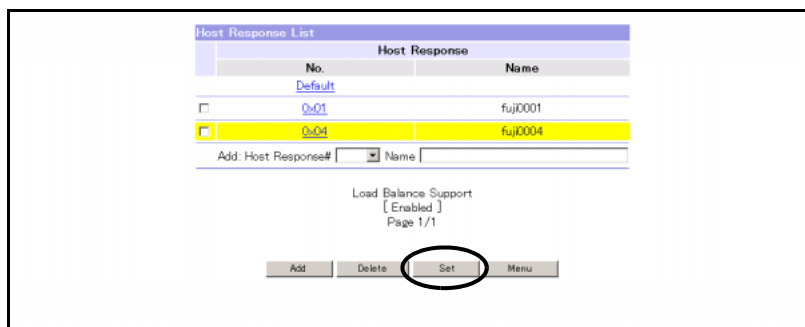 Host Response List
Host Response
No. Name
Default
0x01 fuji0001
0x04 fuji0004
Add: Host Response# Name
Load Balance Support
[ Enabled ]
Page 1/1
Add Delete Set Menu